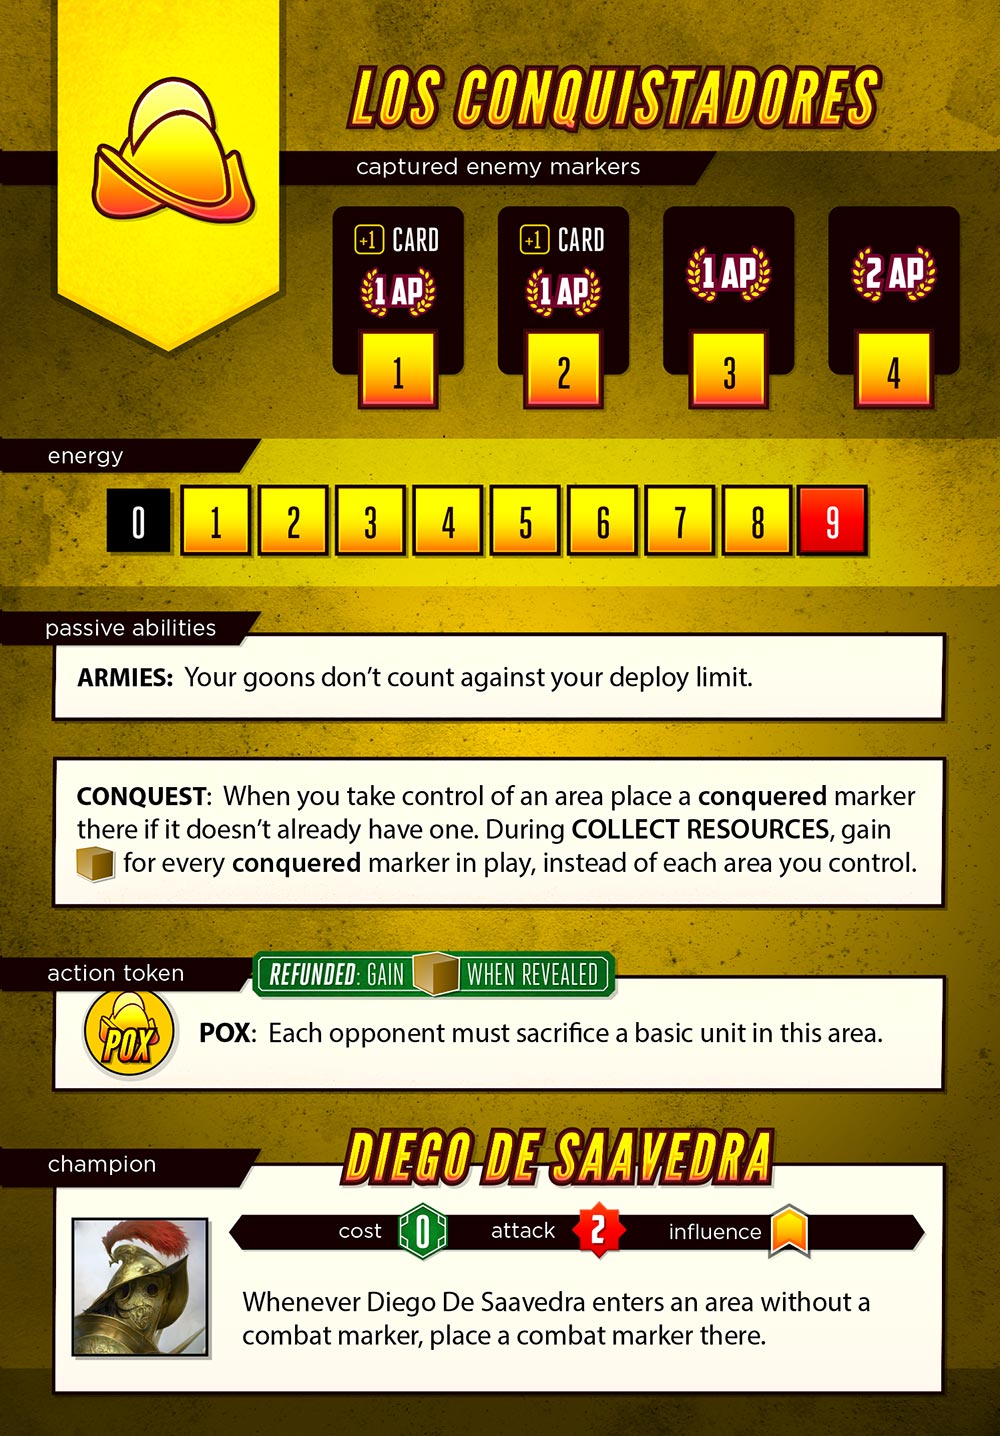 LOS CONQUISTADORES
captured enemy markers
+1 CARD
1 AP
1
+1 CARD
1 AP
2
1 AP
3
2 AP
4
energy
0 1 2 3 4 5 6 7 8 9
passive abilities
ARMIES: Your goons don’t count against your deploy limit.
CONQUEST: When you take control of an area place a conquered marker
there if it doesn’t already have one. During COLLECT RESOURCES, gain
for every conquered marker in play, instead of each area you control.
action token
REFUNDED: GAIN WHEN REVEALED
POX
POX: Each opponent must sacrifice a basic unit in this area.
champion
DIEGO DE SAAVEDRA
cost 0 attack 2 influence
Whenever Diego De Saavedra enters an area without a
combat marker, place a combat marker there.